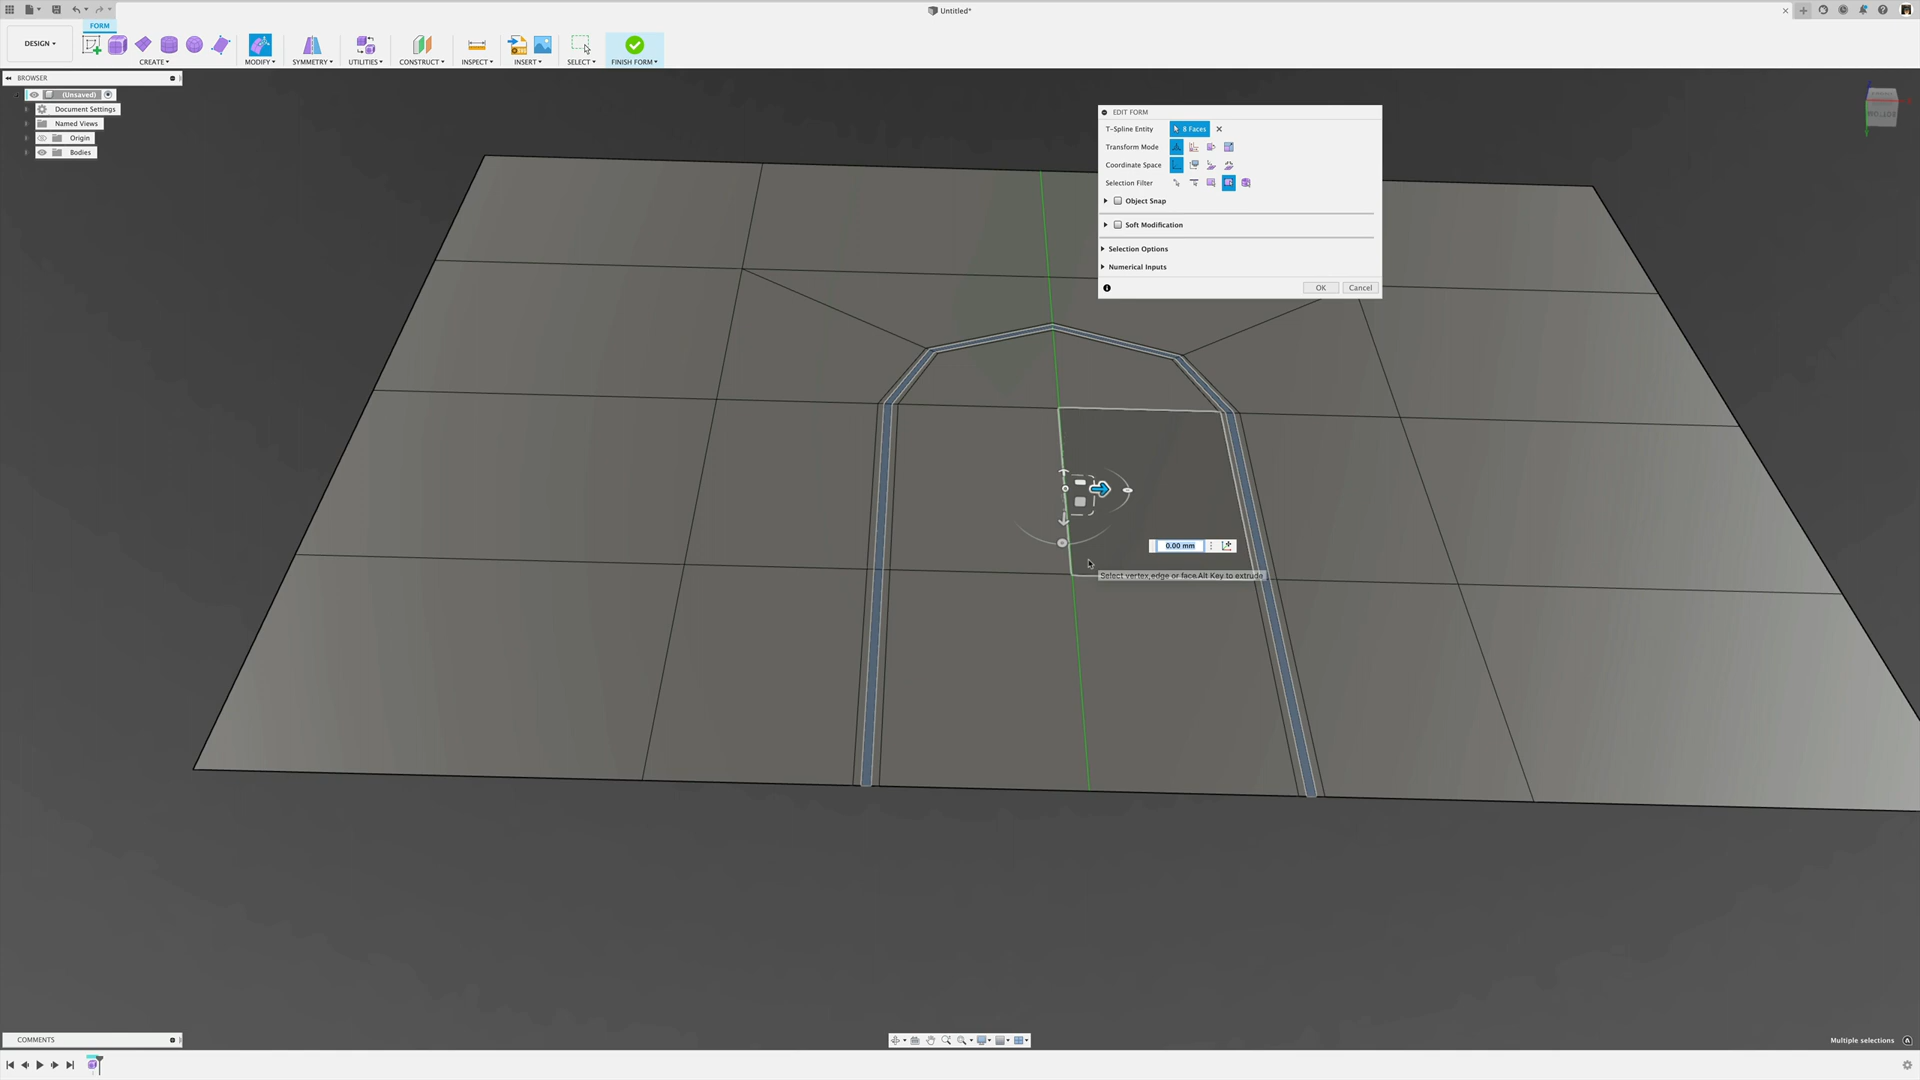 Untitled*
DESIGN
FORM
CREATE
MODIFY
SYMMETRY
UTILITIES
CONSTRUCT
INSPECT
INSERT
SELECT
FINISH FORM
BROWSER
(Unsaved)
Document Settings
Named Views
Origin
Bodies
EDIT FORM
T-Spline Entity
8 Faces
Transform Mode
Coordinate Space
Selection Filter
Object Snap
Soft Modification
Selection Options
Numerical Inputs
OK
Cancel
0.00 mm
Select vertex,edge or face.Alt Key to extrude
COMMENTS
Multiple selections